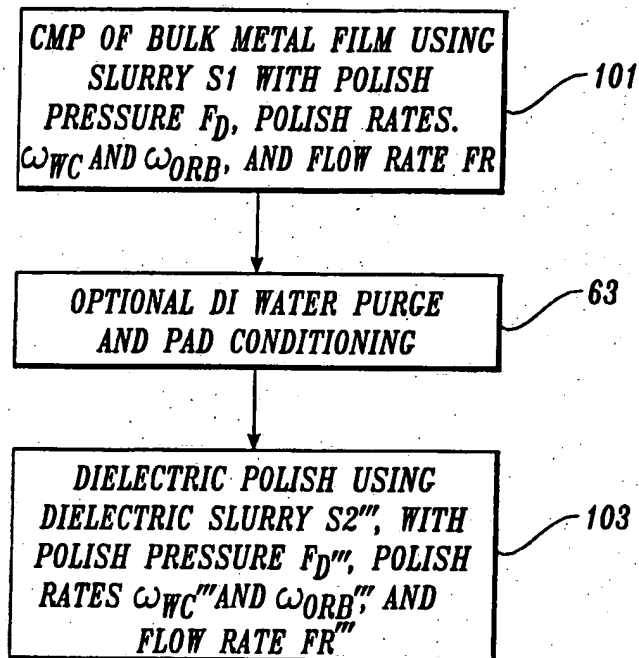 CMP OF BULK METAL FILM USING
SLURRY S1 WITH POLISH
PRESSURE F_D, POLISH RATES.
ω_WC AND ω_ORB, AND FLOW RATE FR
101
OPTIONAL DI WATER PURGE
AND PAD CONDITIONING
63
DIELECTRIC POLISH USING
DIELECTRIC SLURRY S2''', WITH
POLISH PRESSURE F_D''', POLISH
RATES ω_WC''' AND ω_ORB''', AND
FLOW RATE FR'''
103